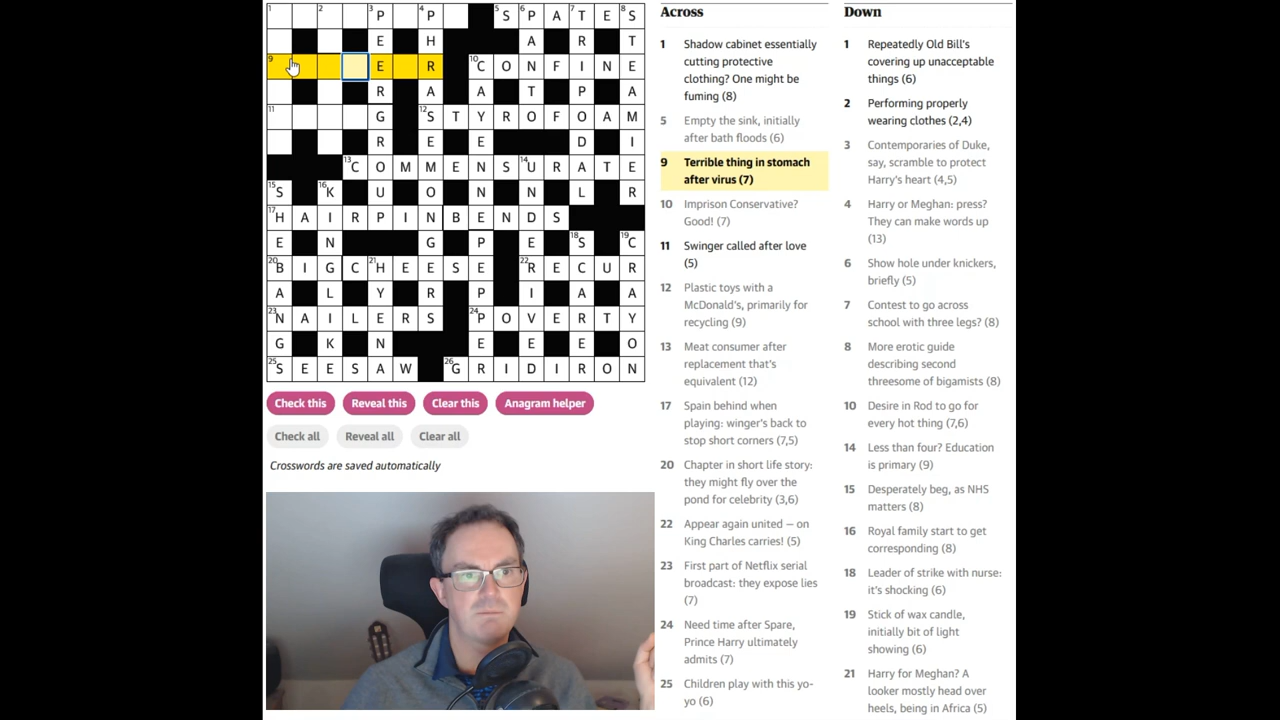 P P S P A T E S
E H A R T
E R C O N F I N E
R A A T P A
G S T Y R O F O A M
R E E D I
C O M M E N S U R A T E
S K U O N N L R
H A I R P I N B E N D S
E N G P E S C
B I G C H E E S E R E C U R
A L Y R P I A A
N A I L E R S P O V E R T Y
G K N E E E O
S E E S A W G R I D I R O N
Check this
Reveal this
Clear this
Anagram helper
Check all
Reveal all
Clear all
Crosswords are saved automatically
Across
1 Shadow cabinet essentially
cutting protective
clothing? One might be
fuming (8)
5 Empty the sink, initially
after bath floods (6)
9 Terrible thing in stomach
after virus (7)
10 Imprison Conservative?
Good! (7)
11 Swinger called after love
(5)
12 Plastic toys with a
McDonald's, primarily for
recycling (9)
13 Meat consumer after
replacement that's
equivalent (12)
17 Spain behind when
playing: winger's back to
stop short corners (7,5)
20 Chapter in short life story:
they might fly over the
pond for celebrity (3,6)
22 Appear again united – on
King Charles carries! (5)
23 First part of Netflix serial
broadcast: they expose lies
(7)
24 Need time after Spare,
Prince Harry ultimately
admits (7)
25 Children play with this yo-
yo (6)
Down
1 Repeatedly Old Bill's
covering up unacceptable
things (6)
2 Performing properly
wearing clothes (2,4)
3 Contemporaries of Duke,
say, scramble to protect
Harry's heart (4,5)
4 Harry or Meghan: press?
They can make words up
(13)
6 Show hole under knickers,
briefly (5)
7 Contest to go across
school with three legs? (8)
8 More erotic guide
describing second
threesome of bigamists (8)
10 Desire in Rod to go for
every hot thing (7,6)
14 Less than four? Education
is primary (9)
15 Desperately beg, as NHS
matters (8)
16 Royal family start to get
corresponding (8)
18 Leader of strike with nurse:
it's shocking (6)
19 Stick of wax candle,
initially bit of light
showing (6)
21 Harry for Meghan? A
looker mostly head over
heels, being in Africa (5)